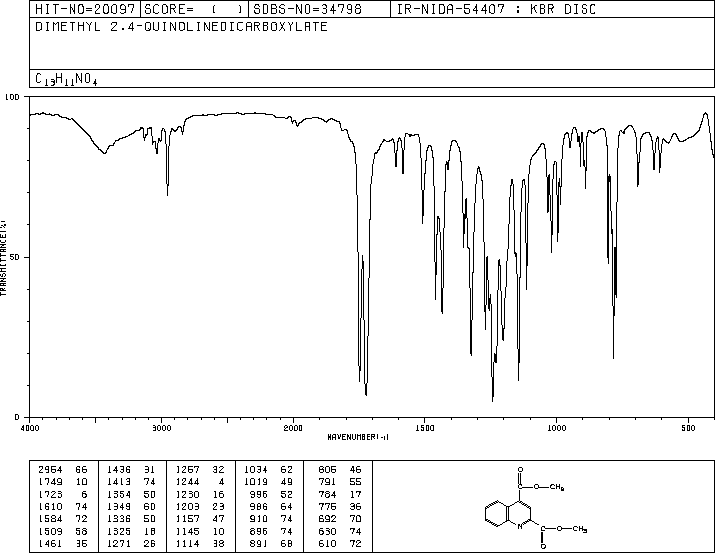 HIT-NO=20097 SCORE= ( ) SDBS-NO=34798 IR-NIDA-54407 : KBR DISC
DIMETHYL 2,4-QUINOLINEDICARBOXYLATE
C13H11NO4
100
50
0
TRANSMITTANCE(%)
4000 3000 2000 1500 1000 500
WAVENUMBER(-1)
2954 66 1436 31 1257 32 1034 62 806 46
1749 10 1413 74 1244 4 1019 49 791 55
1723 6 1354 50 1230 16 996 52 784 17
1610 74 1349 60 1203 23 986 64 776 36
1584 72 1336 50 1157 47 910 74 692 70
1509 58 1325 18 1145 10 896 74 630 74
1461 35 1271 26 1114 38 891 68 610 72
O
C-O-CH3
N
C-O-CH3
O